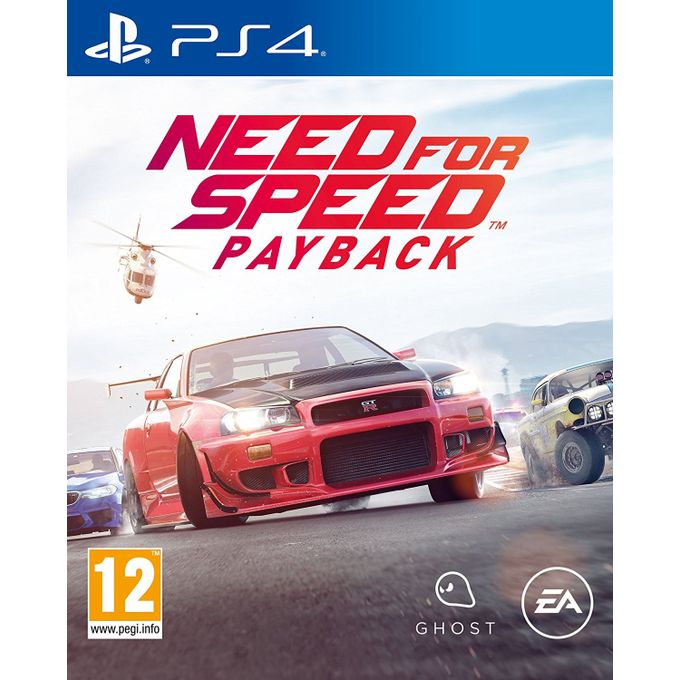 PS4
NEED FOR
SPEED™
PAYBACK
GT
R
12
www.pegi.info
GHOST
EA